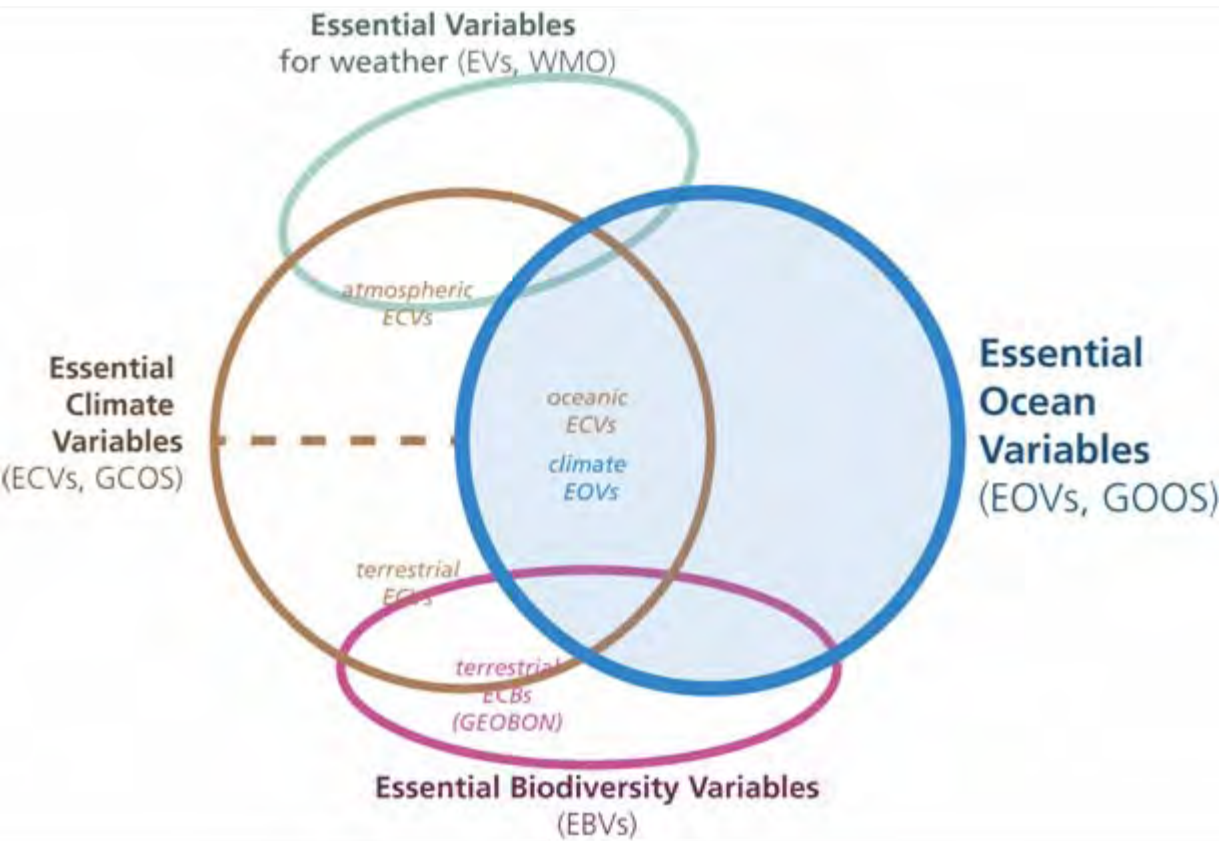 Essential Variables
for weather (EVs, WMO)
atmospheric
ECVs
Essential
Climate
Variables
(ECVs, GCOS)
oceanic
ECVs
climate
EOVs
Essential
Ocean
Variables
(EOVs, GOOS)
terrestrial
ECVs
terrestrial
ECBs
(GEOBON)
Essential Biodiversity Variables
(EBVs)